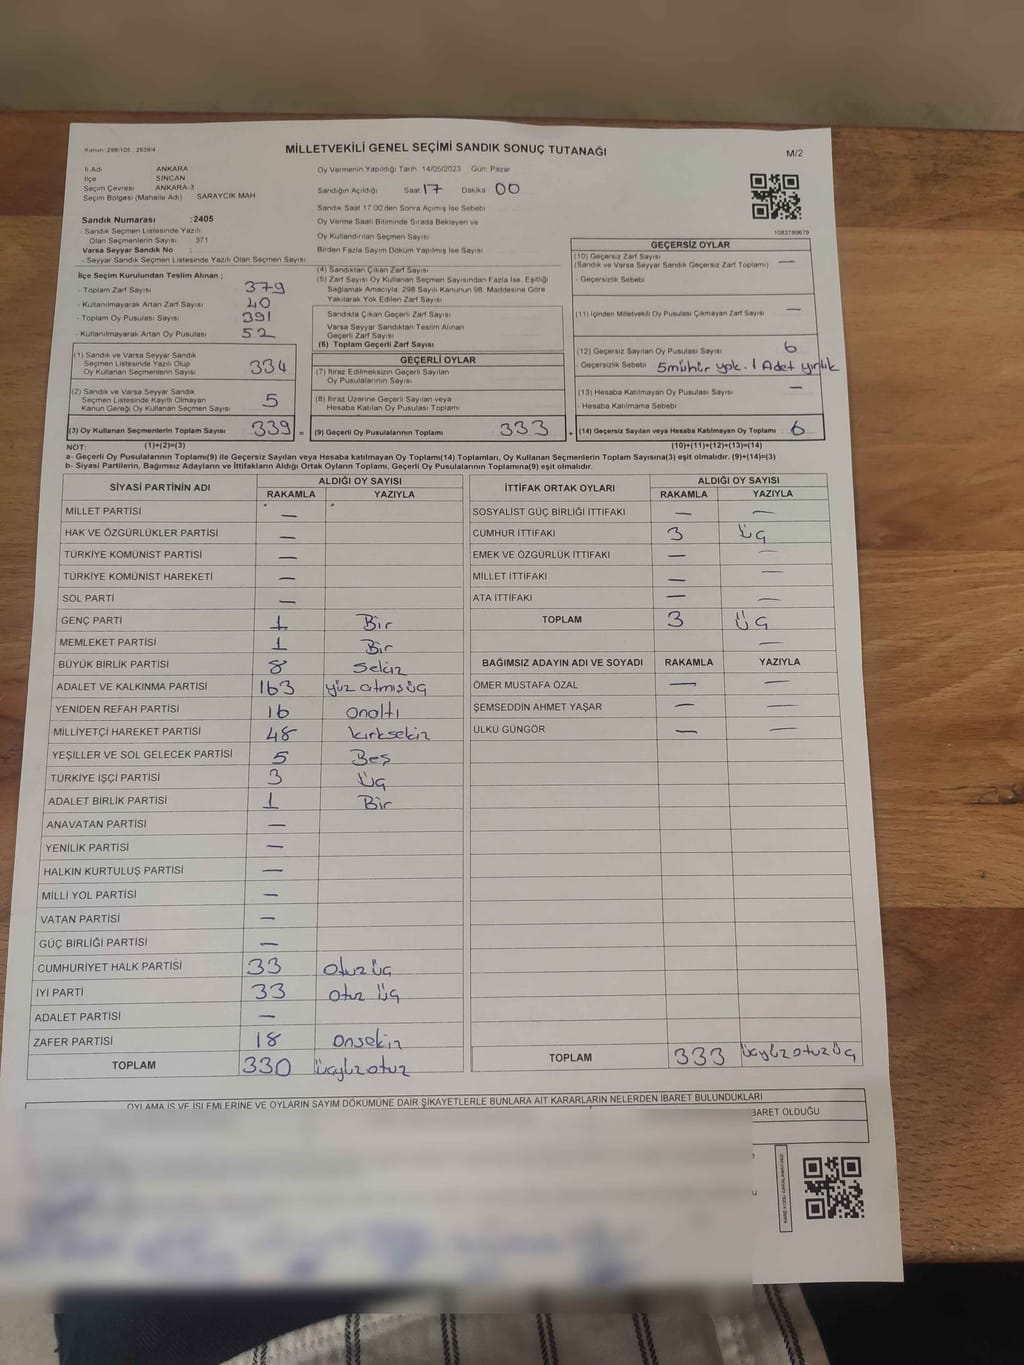 Kanun 298/105 , 2839/4
MİLLETVEKİLİ GENEL SEÇİMİ SANDIK SONUÇ TUTANAĞI
M/2
İl Adı ANKARA
İlçe SİNCAN
Seçim Çevresi ANKARA-3
Seçim Bölgesi (Mahalle Adı) SARAYCIK MAH
Sandık Numarası :2405
- Sandık Seçmen Listesinde Yazılı
Olan Seçmenlerin Sayısı 371
Varsa Seyyar Sandık No :
- Seyyar Sandık Seçmen Listesinde Yazılı Olan Seçmen Sayısı
Oy Vermenin Yapıldığı Tarih 14/05/2023 Gün: Pazar
Sandığın Açıldığı Saat 17 Dakika 00
Sandık Saat 17.00'den Sonra Açımış İse Sebebi
Oy Verme Saati Bitiminde Sırada Bekleyen ve
Oy Kullandırılan Seçmen Sayısı
Birden Fazla Sayım Döküm Yapılmış İse Sayısı
1083780679
İlçe Seçim Kurulundan Teslim Alınan ;
- Toplam Zarf Sayısı 379
- Kullanılmayarak Artan Zarf Sayısı 40
- Toplam Oy Pusulası Sayısı 391
- Kullanılmayarak Artan Oy Pusulası 52
(1) Sandık ve Varsa Seyyar Sandık
Seçmen Listesinde Yazılı Olup
Oy Kullanan Seçmenlerin Sayısı 334
(2) Sandık ve Varsa Seyyar Sandık
Seçmen Listesinde Kayıtlı Olmayan
Kanun Gereği Oy Kullanan Seçmen Sayısı 5
(3) Oy Kullanan Seçmenlerin Toplam Sayısı 339 =
(4) Sandıktan Çıkan Zarf Sayısı
(5) Zarf Sayısı Oy Kullanan Seçmen Sayısından Fazla İse, Eşitliği
Sağlamak Amacıyla, 298 Sayılı Kanunun 98. Maddesine Göre
Yakılarak Yok Edilen Zarf Sayısı
Sandıkta Çıkan Geçerli Zarf Sayısı
Varsa Seyyar Sandıktan Teslim Alınan
Geçerli Zarf Sayısı
(6) Toplam Geçerli Zarf Sayısı
GEÇERLİ OYLAR
(7) İtiraz Edilmeksizin Geçerli Sayılan
Oy Pusulalarının Sayısı
(8) İtiraz Üzerine Geçerli Sayılan veya
Hesaba Katılan Oy Pusulası Toplamı
(9) Geçerli Oy Pusulalarının Toplamı 333 +
GEÇERSİZ OYLAR
(10) Geçersiz Zarf Sayısı
(Sandık ve Varsa Seyyar Sandık Geçersiz Zarf Toplamı) —
- Geçersizlik Sebebi
(11) İçinden Milletvekili Oy Pusulası Çıkmayan Zarf Sayısı —
(12) Geçersiz Sayılan Oy Pusulası Sayısı 6
- Geçersizlik Sebebi 5 mühür yok. 1 Adet yırtık
(13) Hesaba Katılmayan Oy Pusulası Sayısı —
- Hesaba Katılmama Sebebi
(14) Geçersiz Sayılan veya Hesaba Katılmayan Oy Toplamı 6
NOT: (1)+(2)=(3) (10)+(11)+(12)+(13)=(14)
a- Geçerli Oy Pusulalarının Toplamı(9) ile Geçersiz Sayılan veya Hesaba katılmayan Oy Toplamı(14) Toplamları, Oy Kullanan Seçmenlerin Toplam Sayısına(3) eşit olmalıdır. (9)+(14)=(3)
b- Siyasi Partilerin, Bağımsız Adayların ve İttifakların Aldığı Ortak Oyların Toplamı, Geçerli Oy Pusulalarının Toplamına(9) eşit olmalıdır.
SİYASİ PARTİNİN ADI ALDIĞI OY SAYISI
RAKAMLA YAZIYLA
MİLLET PARTİSİ —
HAK VE ÖZGÜRLÜKLER PARTİSİ —
TÜRKİYE KOMÜNİST PARTİSİ —
TÜRKİYE KOMÜNİST HAREKETİ —
SOL PARTİ —
GENÇ PARTİ 1 Bir
MEMLEKET PARTİSİ 1 Bir
BÜYÜK BİRLİK PARTİSİ 8 Sekiz
ADALET VE KALKINMA PARTİSİ 163 yüz atmış üç
YENİDEN REFAH PARTİSİ 16 onaltı
MİLLİYETÇİ HAREKET PARTİSİ 48 kırksekiz
YEŞİLLER VE SOL GELECEK PARTİSİ 5 Beş
TÜRKİYE İŞÇİ PARTİSİ 3 Üç
ADALET BİRLİK PARTİSİ 1 Bir
ANAVATAN PARTİSİ —
YENİLİK PARTİSİ —
HALKIN KURTULUŞ PARTİSİ —
MİLLİ YOL PARTİSİ —
VATAN PARTİSİ —
GÜÇ BİRLİĞİ PARTİSİ —
CUMHURİYET HALK PARTİSİ 33 otuz üç
İYİ PARTİ 33 otuz üç
ADALET PARTİSİ —
ZAFER PARTİSİ 18 onsekiz
TOPLAM 330 üçyüzotuz
İTTİFAK ORTAK OYLARI ALDIĞI OY SAYISI
RAKAMLA YAZIYLA
SOSYALİST GÜÇ BİRLİĞİ İTTİFAKI — —
CUMHUR İTTİFAKI 3 üç
EMEK VE ÖZGÜRLÜK İTTİFAKI — —
MİLLET İTTİFAKI — —
ATA İTTİFAKI — —
TOPLAM 3 üç
—
BAĞIMSIZ ADAYIN ADI VE SOYADI RAKAMLA YAZIYLA
ÖMER MUSTAFA ÖZAL — —
ŞEMSEDDİN AHMET YAŞAR — —
ÜLKÜ GÜNGÖR — —
TOPLAM 333 üçyüzotuz üç
OYLAMA İŞ VE İŞLEMLERİNE VE OYLARIN SAYIM DÖKÜMÜNE DAİR ŞİKAYETLERLE BUNLARA AİT KARARLARIN NELERDEN İBARET BULUNDUKLARI
BARET OLDUĞU